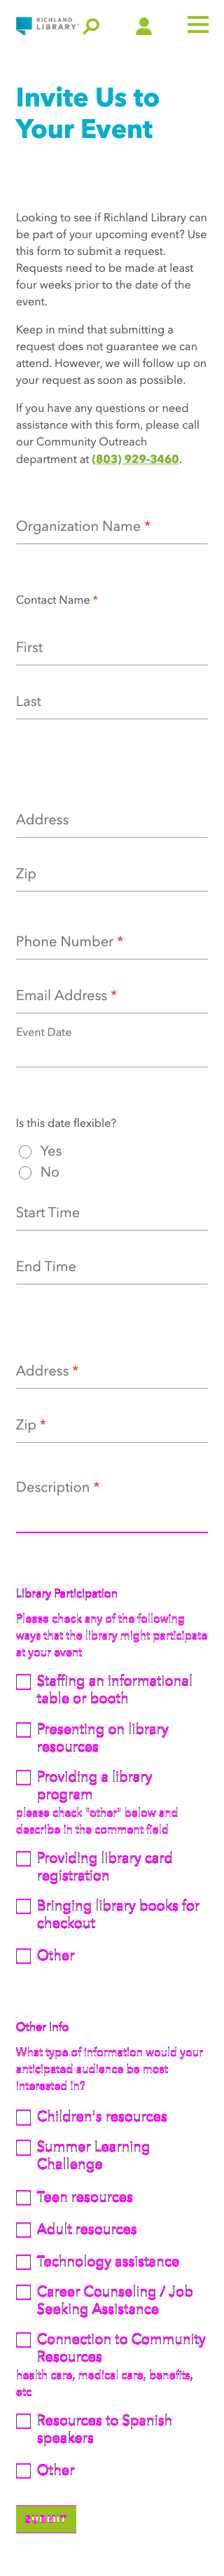 RICHLAND
LIBRARY
Invite Us to
Your Event
Looking to see if Richland Library can
be part of your upcoming event? Use
this form to submit a request.
Requests need to be made at least
four weeks prior to the date of the
event.
Keep in mind that submitting a
request does not guarantee we can
attend. However, we will follow up on
your request as soon as possible.
If you have any questions or need
assistance with this form, please call
our Community Outreach
department at (803) 929-3460.
Organization Name *
Contact Name *
First
Last
Address
Zip
Phone Number *
Email Address *
Event Date
Is this date flexible?
Yes
No
Start Time
End Time
Address *
Zip *
Description *
Library Participation
Please check any of the following
ways that the library might participate
at your event
Staffing an informational
table or booth
Presenting on library
resources
Providing a library
program
please check "other" below and
describe in the comment field
Providing library card
registration
Bringing library books for
checkout
Other
Other Info
What type of information would your
anticipated audience be most
interested in?
Children's resources
Summer Learning
Challenge
Teen resources
Adult resources
Technology assistance
Career Counseling / Job
Seeking Assistance
Connection to Community
Resources
health care, medical care, benefits,
etc
Resources to Spanish
speakers
Other
SUBMIT